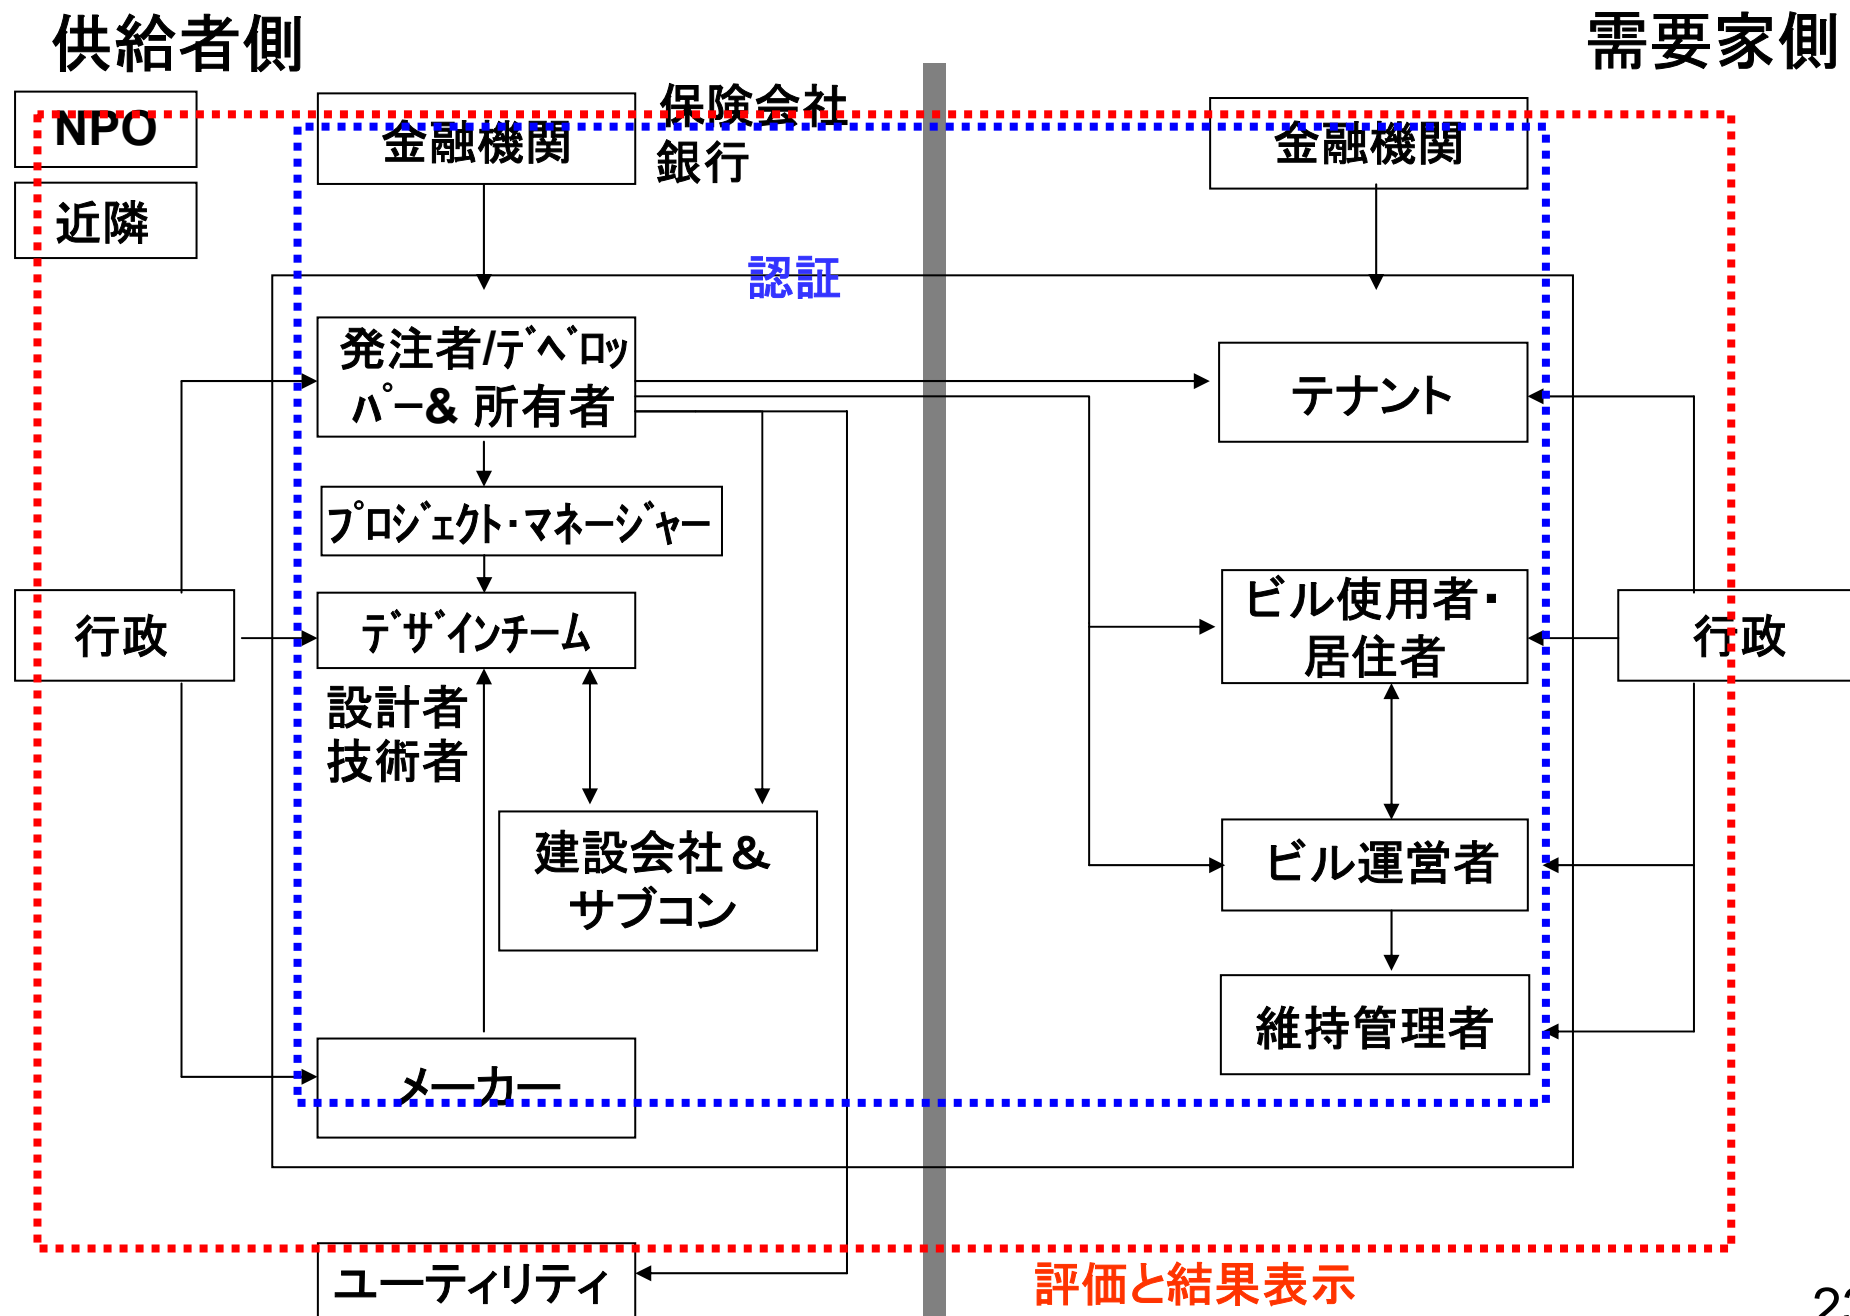 供給者側
需要家側
NPO
近隣
金融機関
保険会社
銀行
金融機関
認証
発注者/ﾃﾞﾍﾞﾛｯ
ﾊﾟｰ& 所有者
テナント
ﾌﾟﾛｼﾞｪｸﾄ・マネージャー
行政
デザインチーム
設計者
技術者
ビル使用者・
居住者
行政
建設会社＆
サブコン
ビル運営者
維持管理者
メーカー
ユーティリティ
評価と結果表示